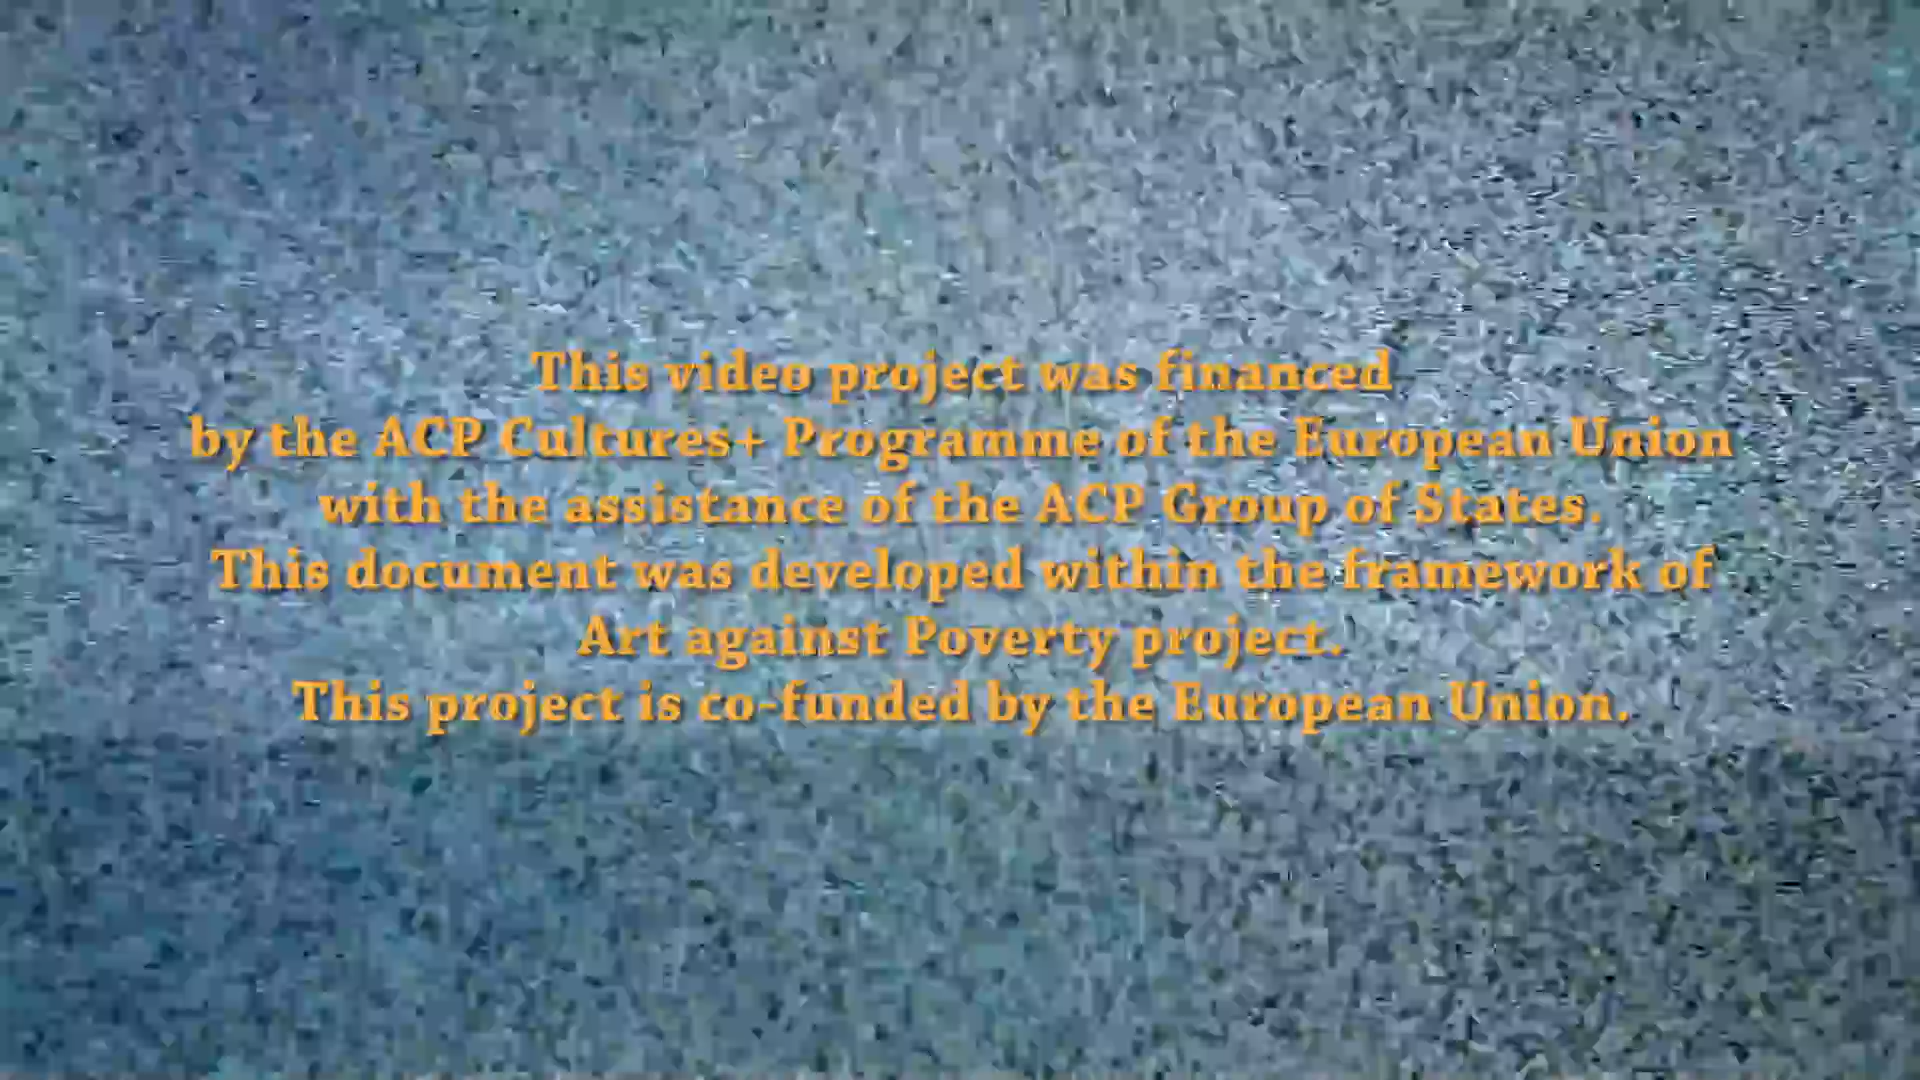 This video project was financed
by the ACP Cultures+ Programme of the European Union
with the assistance of the ACP Group of States.
This document was developed within the framework of
Art against Poverty project.
This project is co-funded by the European Union.